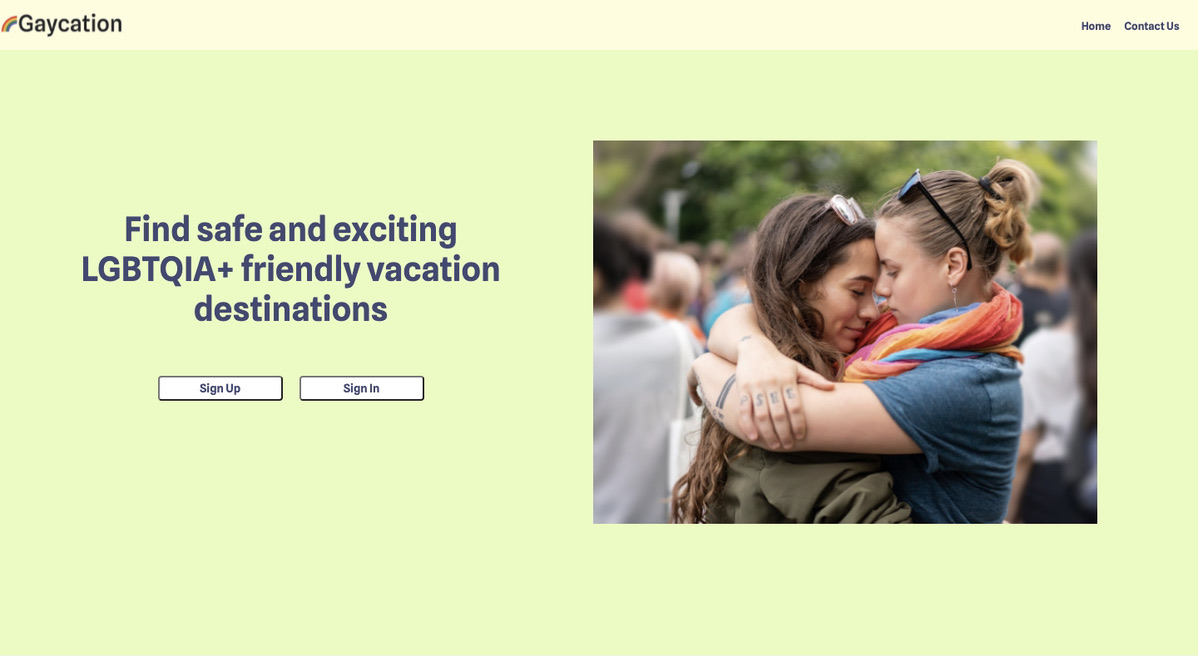 Gaycation
Home Contact Us
Find safe and exciting
LGBTQIA+ friendly vacation
destinations
Sign Up Sign In